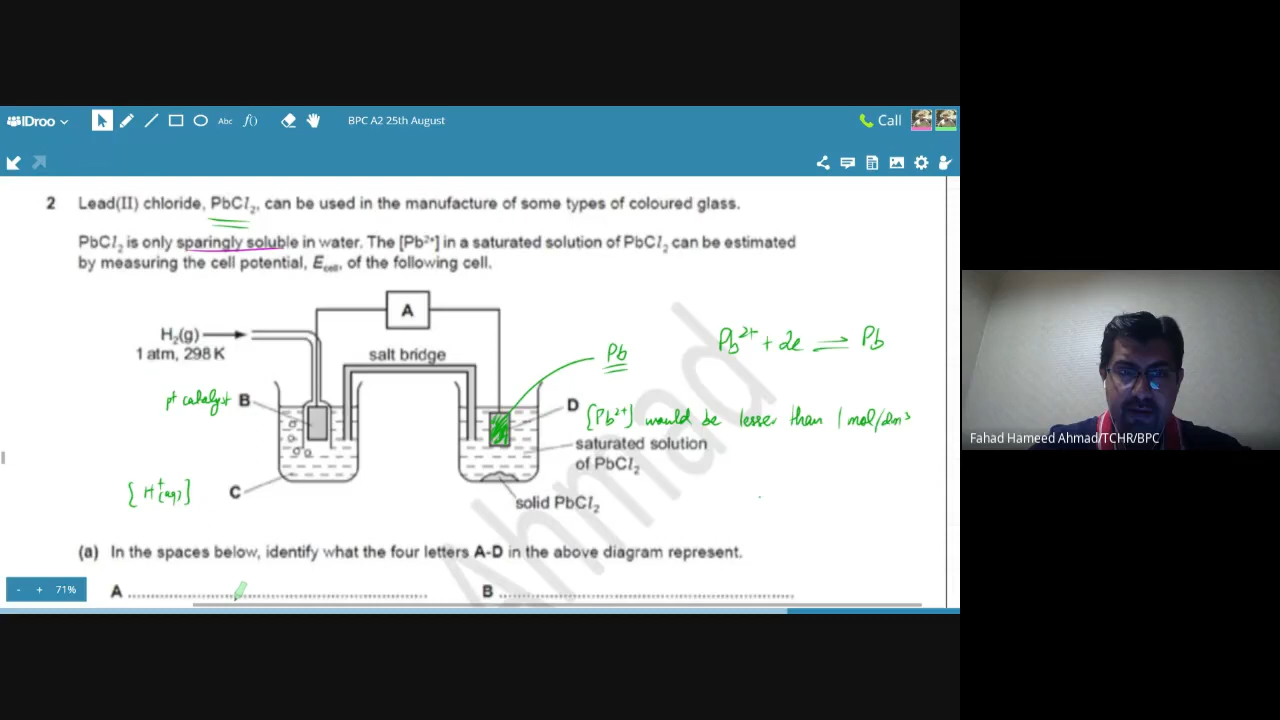 IDroo
Abc
f()
BPC A2 25th August
Call
2 Lead(II) chloride, PbCl₂, can be used in the manufacture of some types of coloured glass.
PbCl₂ is only sparingly soluble in water. The [Pb²⁺] in a saturated solution of PbCl₂ can be estimated
by measuring the cell potential, E_cell, of the following cell.
A
H₂(g)
1 atm, 298 K
salt bridge
Pb
Pb²⁺ + 2e ⇌ Pb
pt catalyst B
D [Pb²⁺] would be lesser than 1 mol/dm³
saturated solution
of PbCl₂
[H⁺(aq)] C
solid PbCl₂
Ahmad
(a) In the spaces below, identify what the four letters A-D in the above diagram represent.
- + 71%
A ................................ B ................................
Fahad Hameed Ahmad/TCHR/BPC